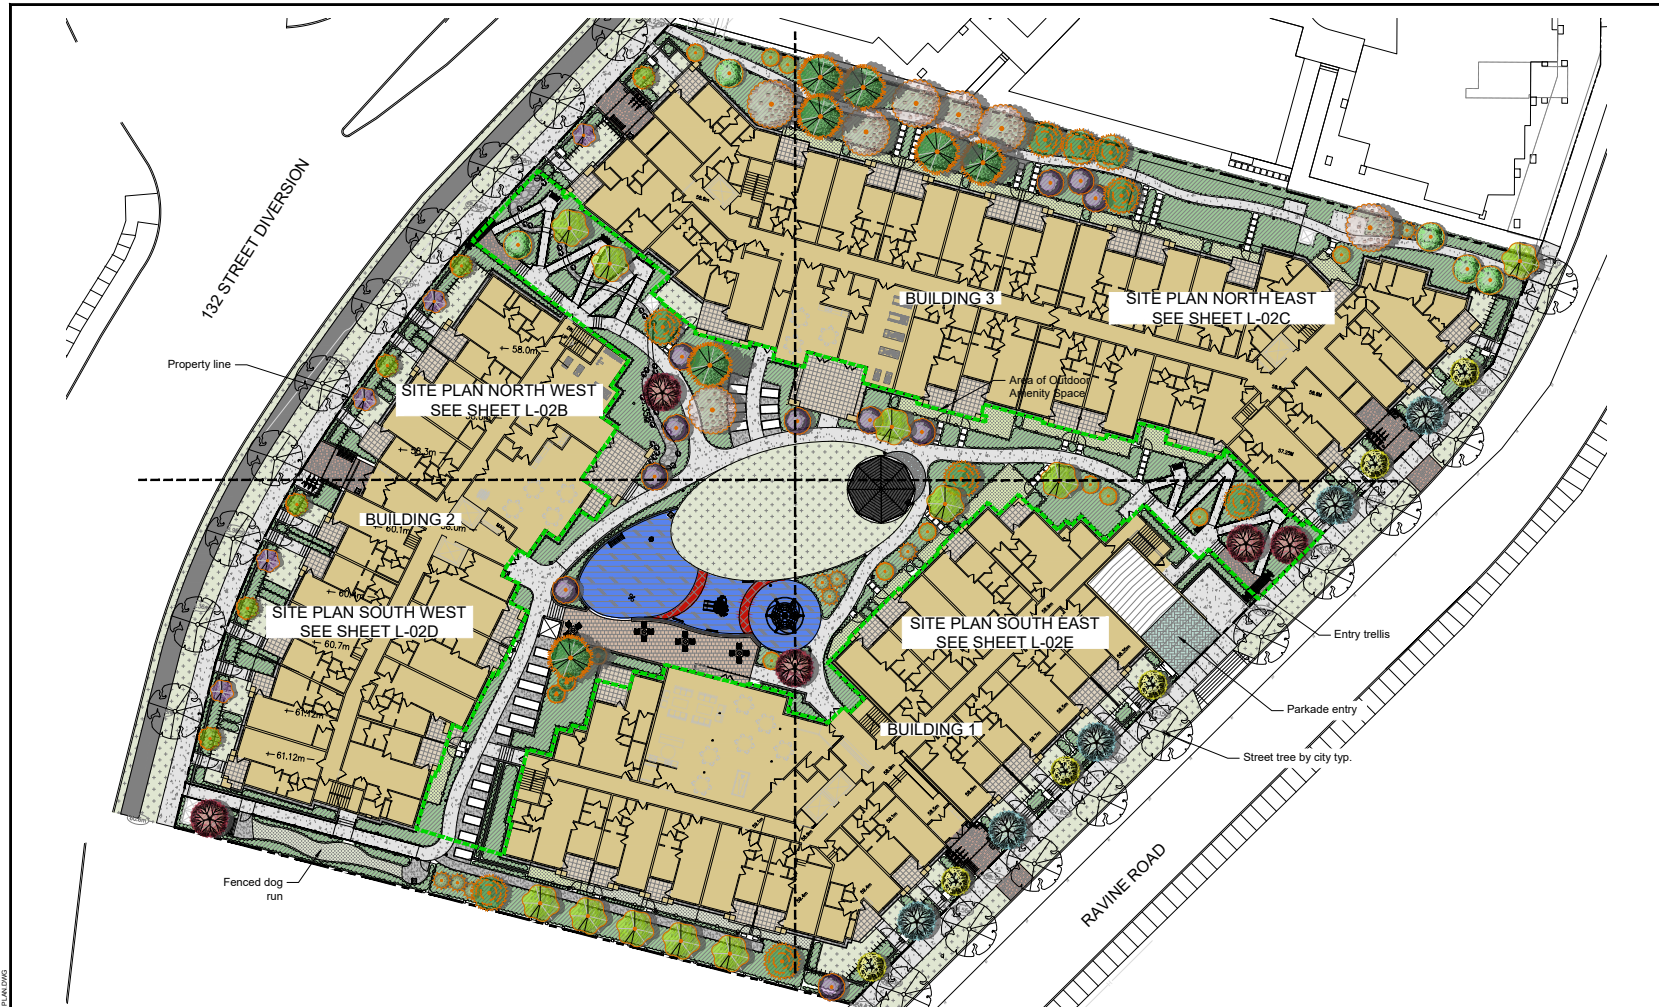 132 STREET DIVERSION
BUILDING 3
SITE PLAN NORTH EAST
SEE SHEET L-02C
58.0m
Property line
SITE PLAN NORTH WEST
SEE SHEET L-02B
Area of Outdoor
Amenity Space
BUILDING 2
60.1m
SITE PLAN SOUTH WEST
SEE SHEET L-02D
60.7m
SITE PLAN SOUTH EAST
SEE SHEET L-02E
Entry trellis
Parkade entry
61.12m
BUILDING 1
Street tree by city typ.
61.12m
Fenced dog
run
RAVINE ROAD
PLAN.DWG